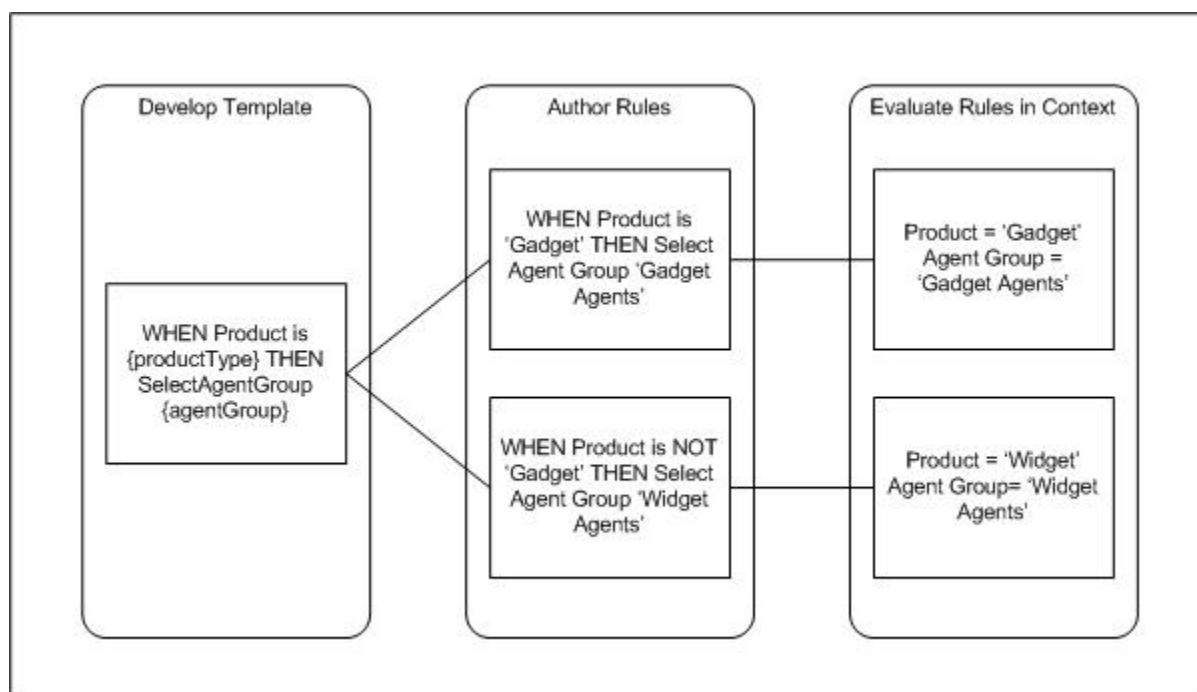 Develop Template
WHEN Product is
{productType} THEN
SelectAgentGroup
{agentGroup}
Author Rules
WHEN Product is
‘Gadget’ THEN Select
Agent Group ‘Gadget
Agents’
WHEN Product is NOT
‘Gadget’ THEN Select
Agent Group ‘Widget
Agents’
Evaluate Rules in Context
Product = ‘Gadget’
Agent Group =
‘Gadget Agents’
Product = ‘Widget’
Agent Group= ‘Widget
Agents’